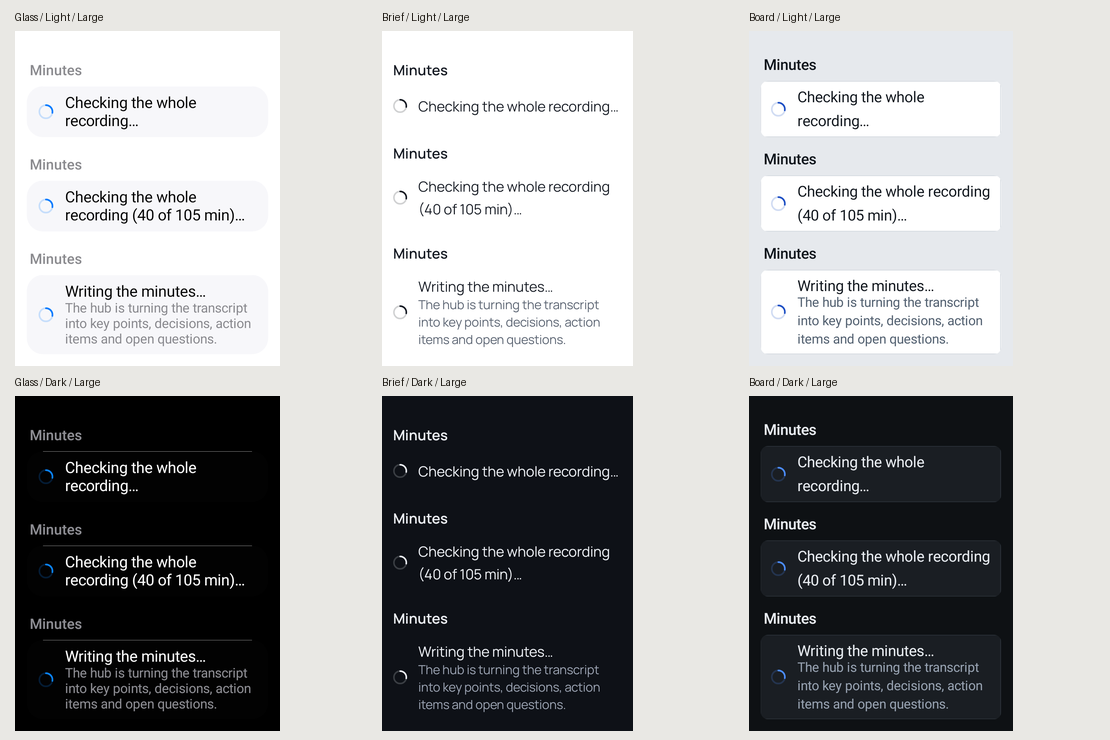 Glass / Light / Large
Minutes
Checking the whole
recording...
Minutes
Checking the whole
recording (40 of 105 min)...
Minutes
Writing the minutes...
The hub is turning the transcript
into key points, decisions, action
items and open questions.
Brief / Light / Large
Minutes
Checking the whole recording...
Minutes
Checking the whole recording
(40 of 105 min)...
Minutes
Writing the minutes...
The hub is turning the transcript
into key points, decisions, action
items and open questions.
Board / Light / Large
Minutes
Checking the whole
recording...
Minutes
Checking the whole recording
(40 of 105 min)...
Minutes
Writing the minutes...
The hub is turning the transcript
into key points, decisions, action
items and open questions.
Glass / Dark / Large
Minutes
Checking the whole
recording...
Minutes
Checking the whole
recording (40 of 105 min)...
Minutes
Writing the minutes...
The hub is turning the transcript
into key points, decisions, action
items and open questions.
Brief / Dark / Large
Minutes
Checking the whole recording...
Minutes
Checking the whole recording
(40 of 105 min)...
Minutes
Writing the minutes...
The hub is turning the transcript
into key points, decisions, action
items and open questions.
Board / Dark / Large
Minutes
Checking the whole
recording...
Minutes
Checking the whole recording
(40 of 105 min)...
Minutes
Writing the minutes...
The hub is turning the transcript
into key points, decisions, action
items and open questions.